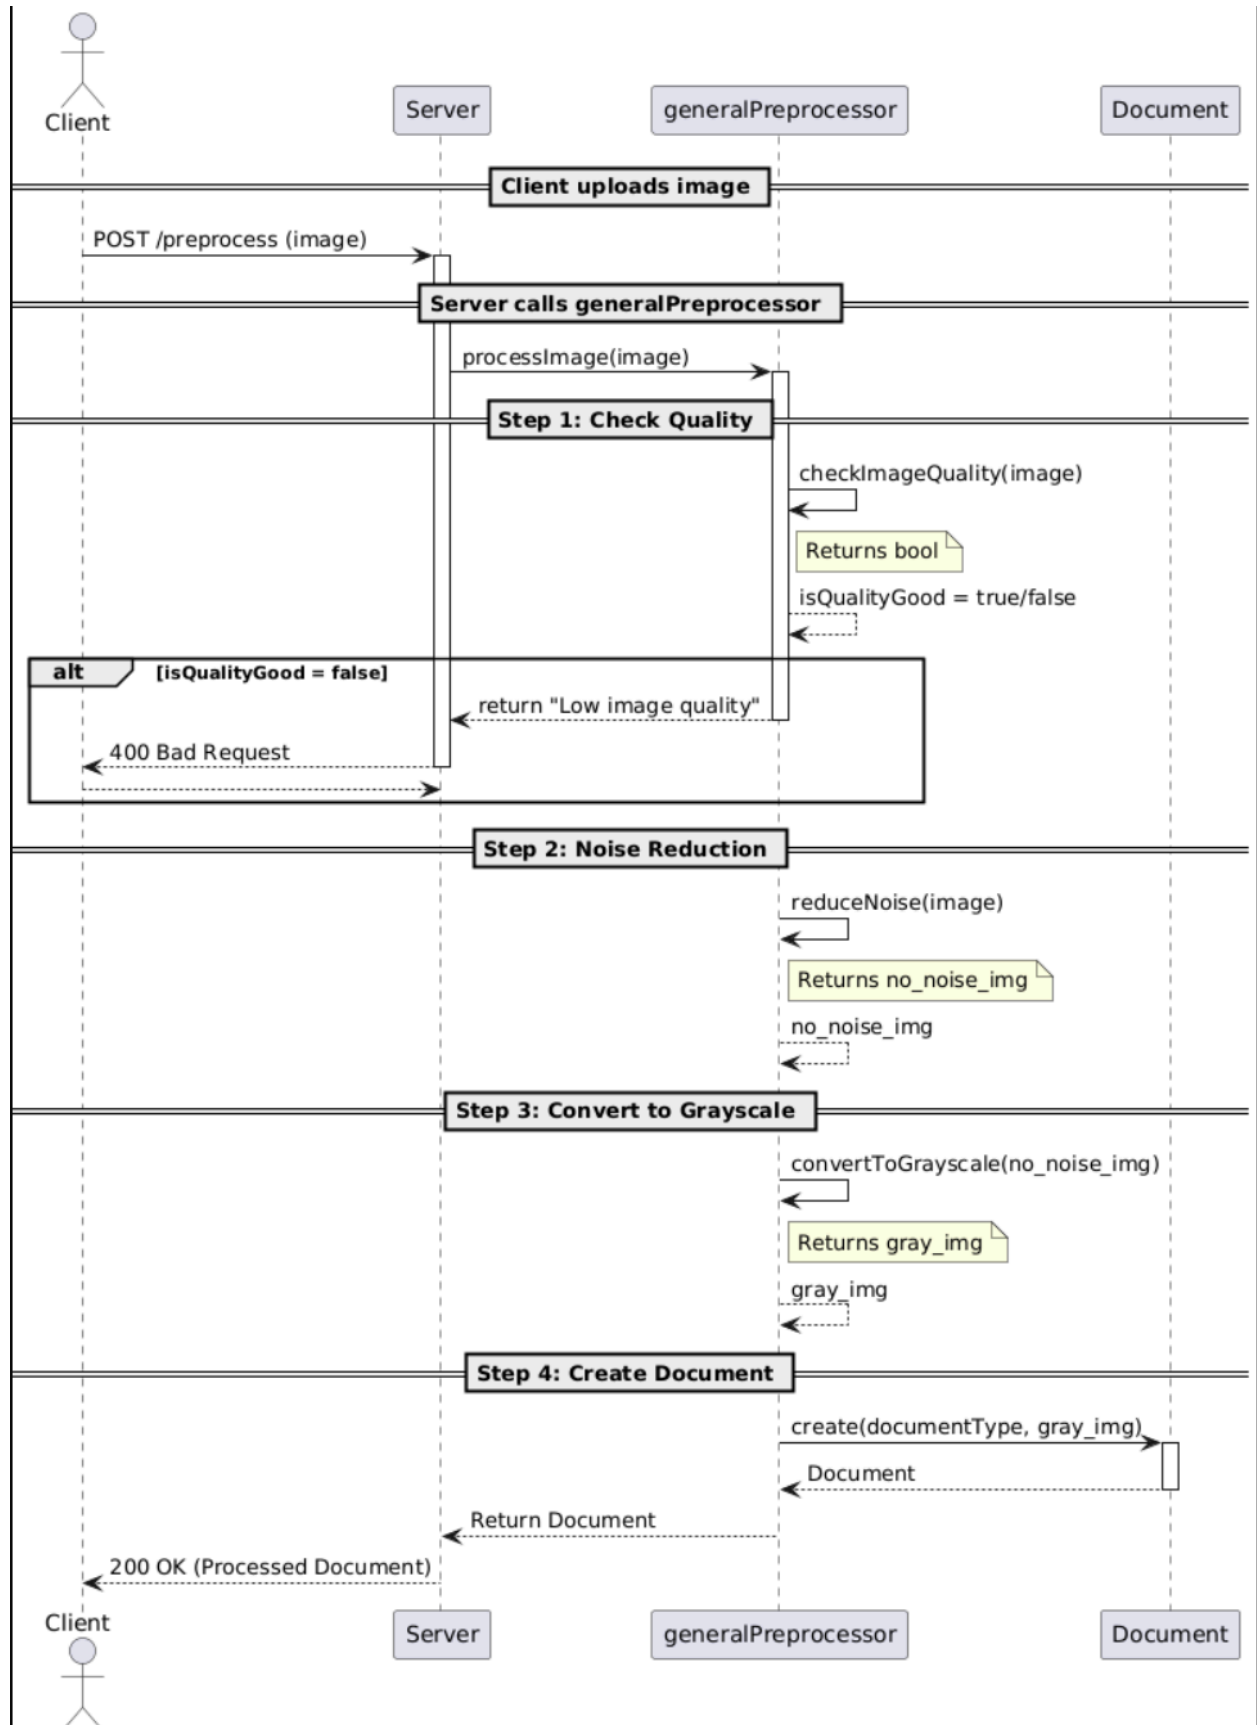 Client
Server
generalPreprocessor
Document
Client uploads image
POST /preprocess (image)
Server calls generalPreprocessor
processImage(image)
Step 1: Check Quality
checkImageQuality(image)
Returns bool
isQualityGood = true/false
alt
[isQualityGood = false]
return "Low image quality"
400 Bad Request
Step 2: Noise Reduction
reduceNoise(image)
Returns no_noise_img
no_noise_img
Step 3: Convert to Grayscale
convertToGrayscale(no_noise_img)
Returns gray_img
gray_img
Step 4: Create Document
create(documentType, gray_img)
Document
Return Document
200 OK (Processed Document)
Client
Server
generalPreprocessor
Document